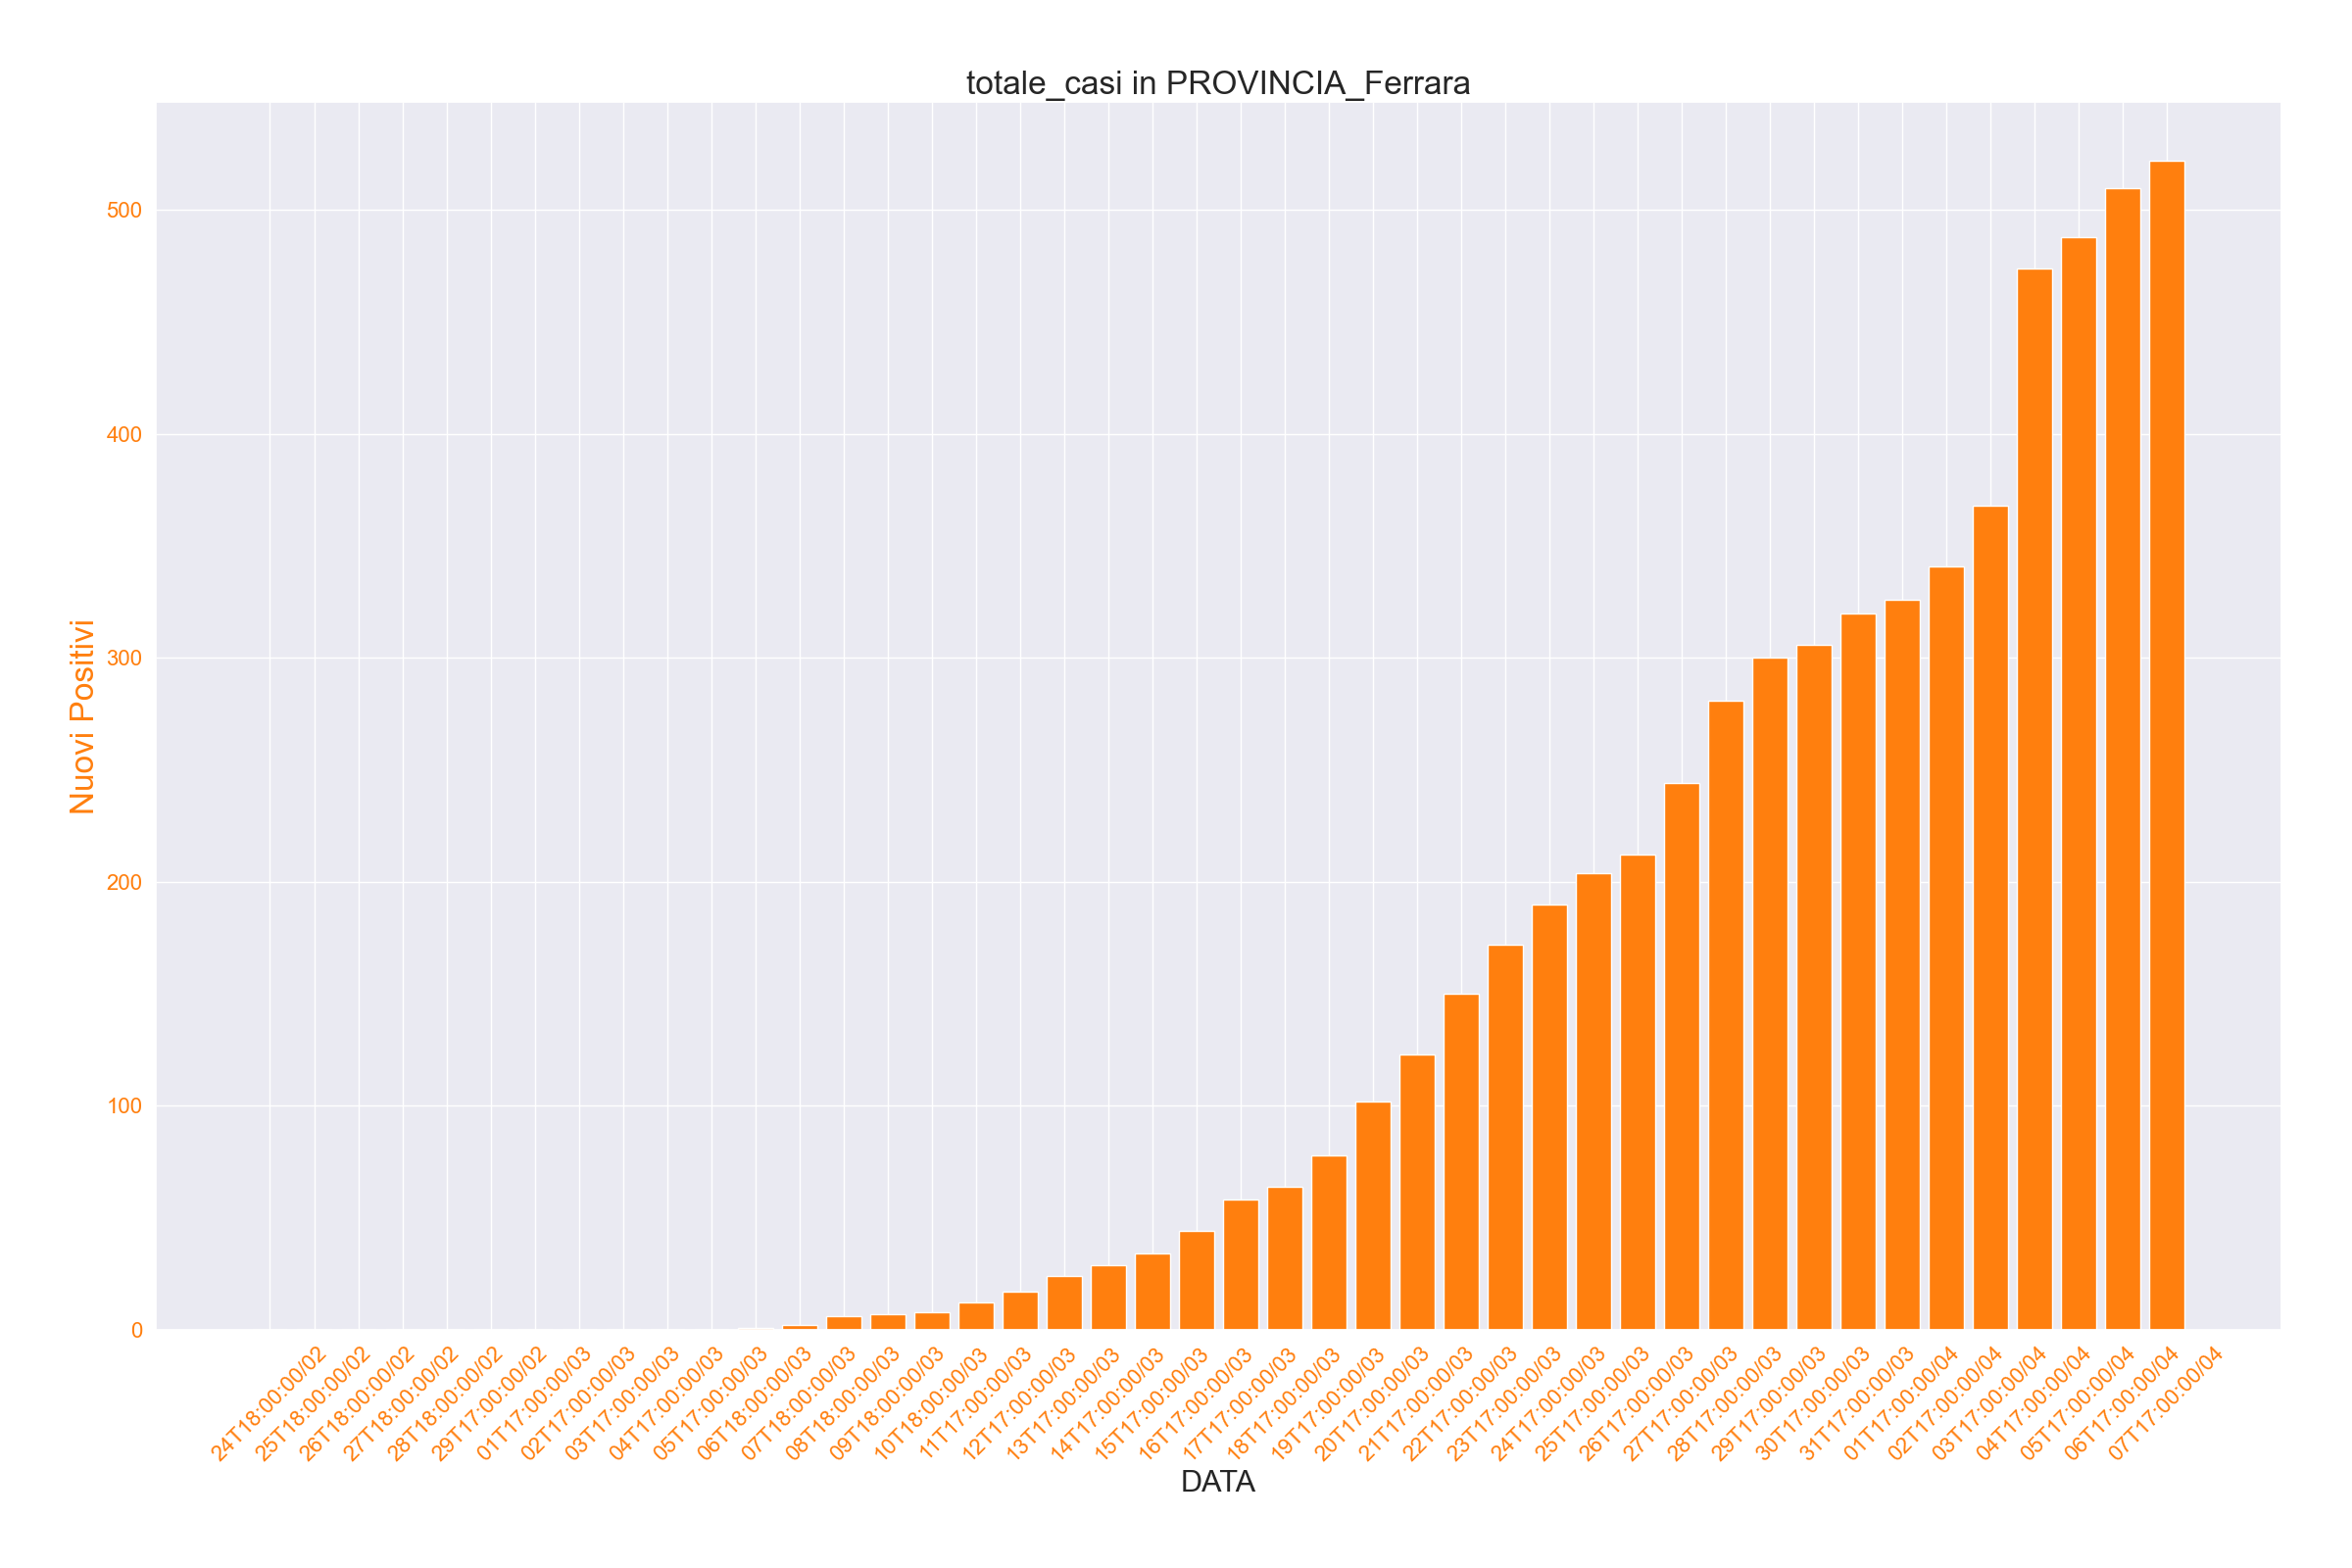 totale_casi in PROVINCIA_Ferrara
Nuovi Positivi
500
400
300
200
100
0
24T18:00:00/02
25T18:00:00/02
26T18:00:00/02
27T18:00:00/02
28T18:00:00/02
29T17:00:00/02
01T17:00:00/03
02T17:00:00/03
03T17:00:00/03
04T17:00:00/03
05T17:00:00/03
06T18:00:00/03
07T18:00:00/03
08T18:00:00/03
09T18:00:00/03
10T18:00:00/03
11T17:00:00/03
12T17:00:00/03
13T17:00:00/03
14T17:00:00/03
15T17:00:00/03
16T17:00:00/03
17T17:00:00/03
18T17:00:00/03
19T17:00:00/03
20T17:00:00/03
21T17:00:00/03
22T17:00:00/03
23T17:00:00/03
24T17:00:00/03
25T17:00:00/03
26T17:00:00/03
27T17:00:00/03
28T17:00:00/03
29T17:00:00/03
30T17:00:00/03
31T17:00:00/03
01T17:00:00/04
02T17:00:00/04
03T17:00:00/04
04T17:00:00/04
05T17:00:00/04
06T17:00:00/04
07T17:00:00/04
DATA